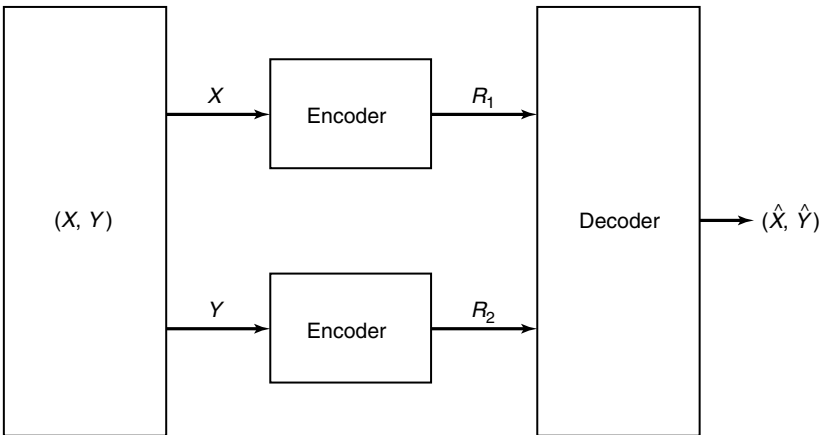 X
R₁
Encoder
(X, Y)
Decoder
(X̂, Ŷ)
Y
R₂
Encoder